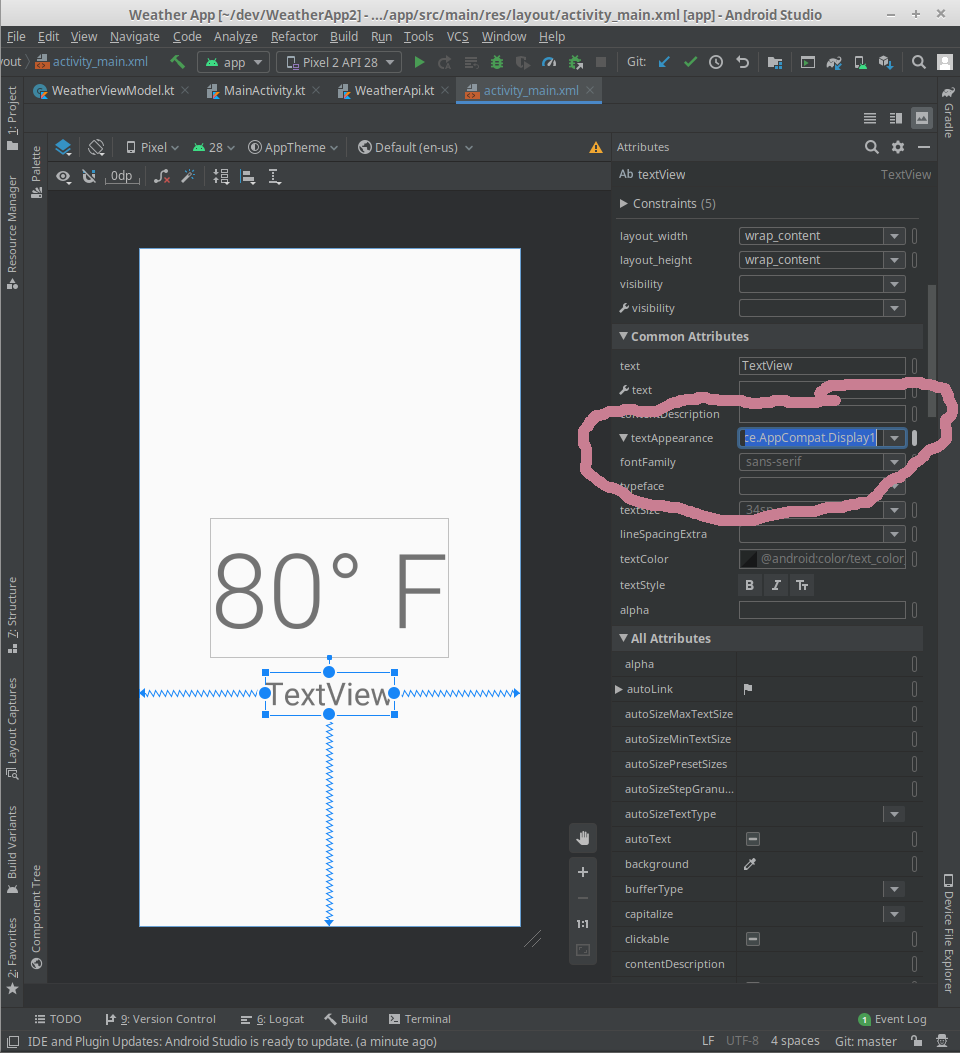 Weather App [~/dev/WeatherApp2] - .../app/src/main/res/layout/activity_main.xml [app] - Android Studio
File Edit View Navigate Code Analyze Refactor Build Run Tools VCS Window Help
yout activity_main.xml app Pixel 2 API 28 Git:
WeatherViewModel.kt MainActivity.kt WeatherApi.kt activity_main.xml
1: Project
Resource Manager
7: Structure
Layout Captures
Build Variants
2: Favorites
Palette
Component Tree
Pixel 28 AppTheme Default (en-us)
0dp
80° F
TextView
1:1
Attributes
Ab textView TextView
Constraints (5)
layout_width wrap_content
layout_height wrap_content
visibility
visibility
Common Attributes
text TextView
text
contentDescription
textAppearance ce.AppCompat.Display1
fontFamily sans-serif
typeface
textSize 34sp
lineSpacingExtra
textColor @android:color/text_color
textStyle B I Tт
alpha
All Attributes
alpha
autoLink
autoSizeMaxTextSize
autoSizeMinTextSize
autoSizePresetSizes
autoSizeStepGranu...
autoSizeTextType
autoText
background
bufferType
capitalize
clickable
contentDescription
Gradle
Device File Explorer
TODO 9: Version Control 6: Logcat Build Terminal 1 Event Log
IDE and Plugin Updates: Android Studio is ready to update. (a minute ago) LF UTF-8 4 spaces Git: master